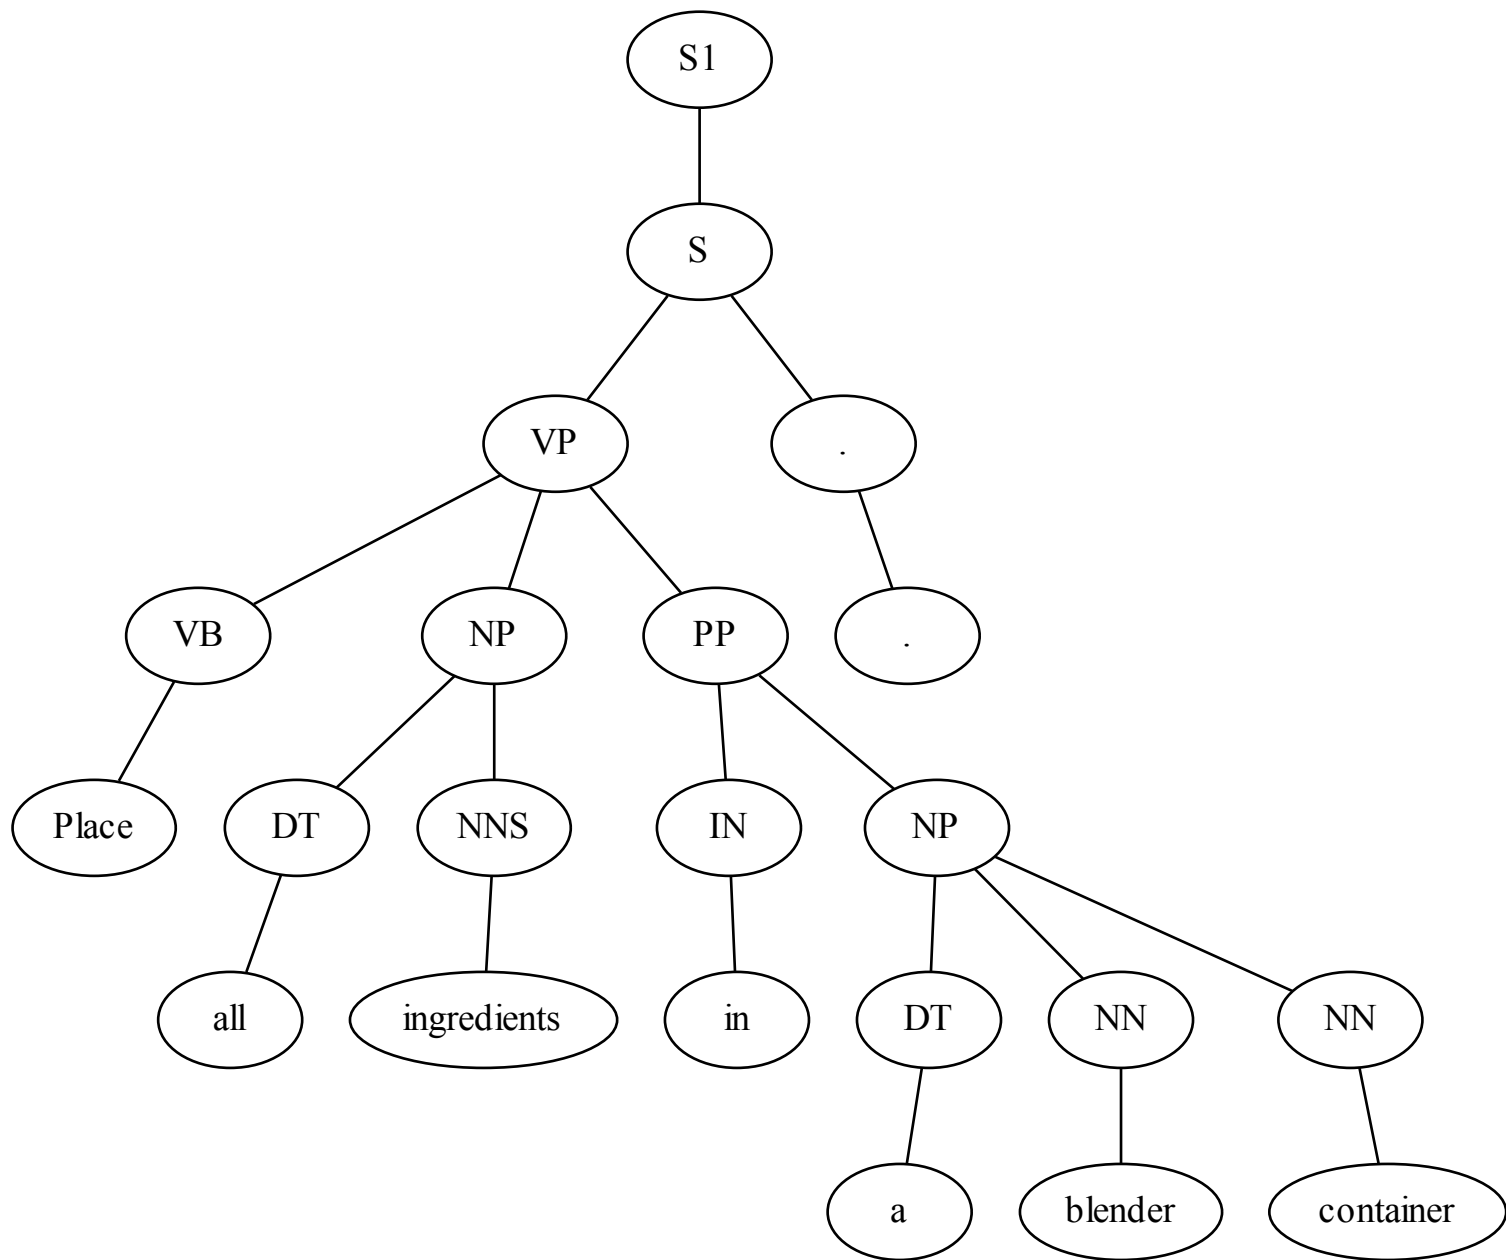 S1
S
VP .
VB NP PP .
Place DT NNS IN NP
all ingredients in DT NN NN
a blender container